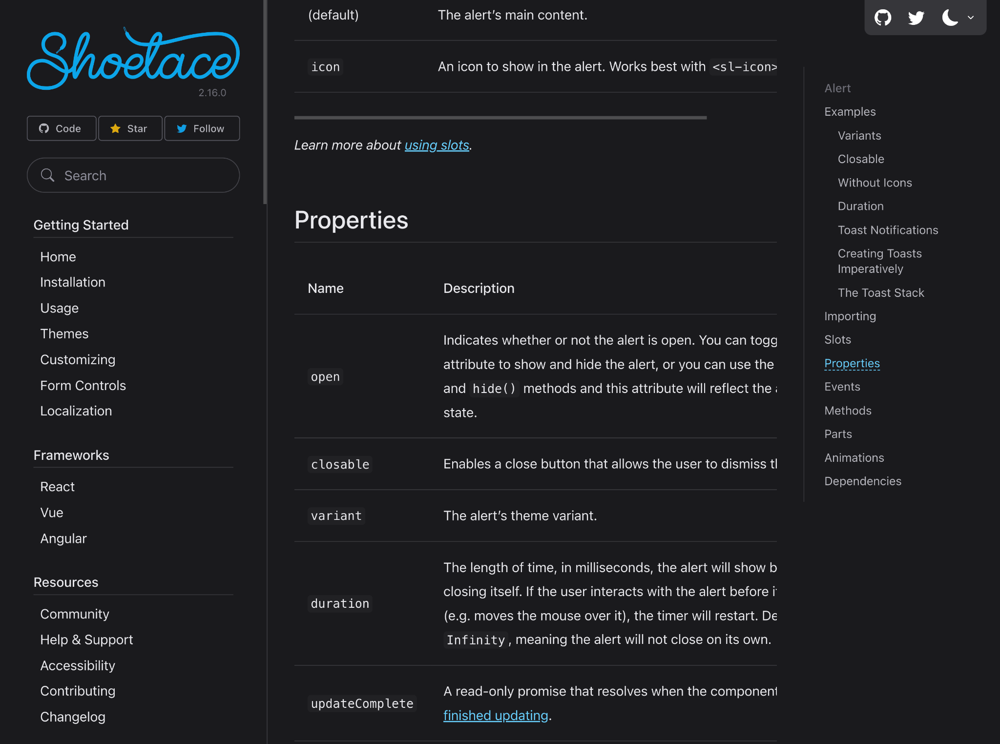 Shoelace
2.16.0
Code
Star
Follow
Search
Getting Started
Home
Installation
Usage
Themes
Customizing
Form Controls
Localization
Frameworks
React
Vue
Angular
Resources
Community
Help & Support
Accessibility
Contributing
Changelog
(default) The alert’s main content.
icon An icon to show in the alert. Works best with <sl-icon>
Learn more about using slots.
Properties
Name Description
open
Indicates whether or not the alert is open. You can togg
attribute to show and hide the alert, or you can use the
and hide() methods and this attribute will reflect the
state.
closable Enables a close button that allows the user to dismiss
variant The alert’s theme variant.
duration
The length of time, in milliseconds, the alert will show b
closing itself. If the user interacts with the alert before
(e.g. moves the mouse over it), the timer will restart. De
Infinity, meaning the alert will not close on its own.
updateComplete
A read-only promise that resolves when the component
finished updating.
Alert
Examples
Variants
Closable
Without Icons
Duration
Toast Notifications
Creating Toasts
Imperatively
The Toast Stack
Importing
Slots
Properties
Events
Methods
Parts
Animations
Dependencies